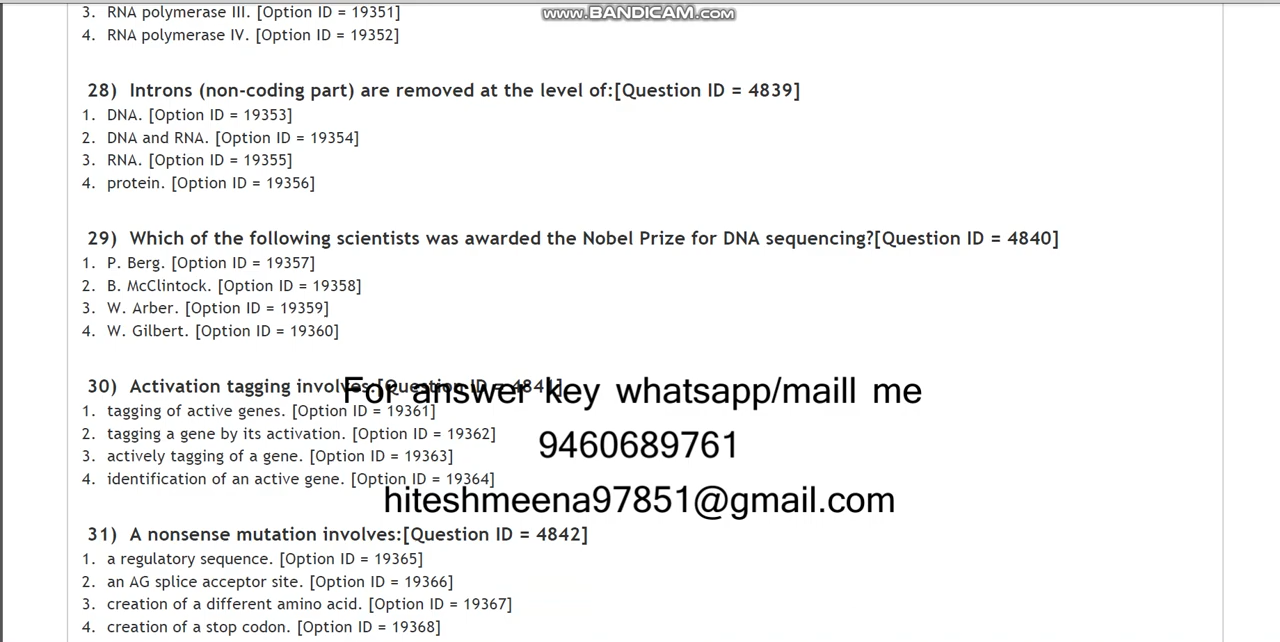 3. RNA polymerase III. [Option ID = 19351]
www.BANDICAM.com
4. RNA polymerase IV. [Option ID = 19352]
28) Introns (non-coding part) are removed at the level of:[Question ID = 4839]
1. DNA. [Option ID = 19353]
2. DNA and RNA. [Option ID = 19354]
3. RNA. [Option ID = 19355]
4. protein. [Option ID = 19356]
29) Which of the following scientists was awarded the Nobel Prize for DNA sequencing?[Question ID = 4840]
1. P. Berg. [Option ID = 19357]
2. B. McClintock. [Option ID = 19358]
3. W. Arber. [Option ID = 19359]
4. W. Gilbert. [Option ID = 19360]
30) Activation tagging involves:[Question ID = 4841]
For answer key whatsapp/maill me
1. tagging of active genes. [Option ID = 19361]
2. tagging a gene by its activation. [Option ID = 19362]
9460689761
3. actively tagging of a gene. [Option ID = 19363]
4. identification of an active gene. [Option ID = 19364]
hiteshmeena97851@gmail.com
31) A nonsense mutation involves:[Question ID = 4842]
1. a regulatory sequence. [Option ID = 19365]
2. an AG splice acceptor site. [Option ID = 19366]
3. creation of a different amino acid. [Option ID = 19367]
4. creation of a stop codon. [Option ID = 19368]